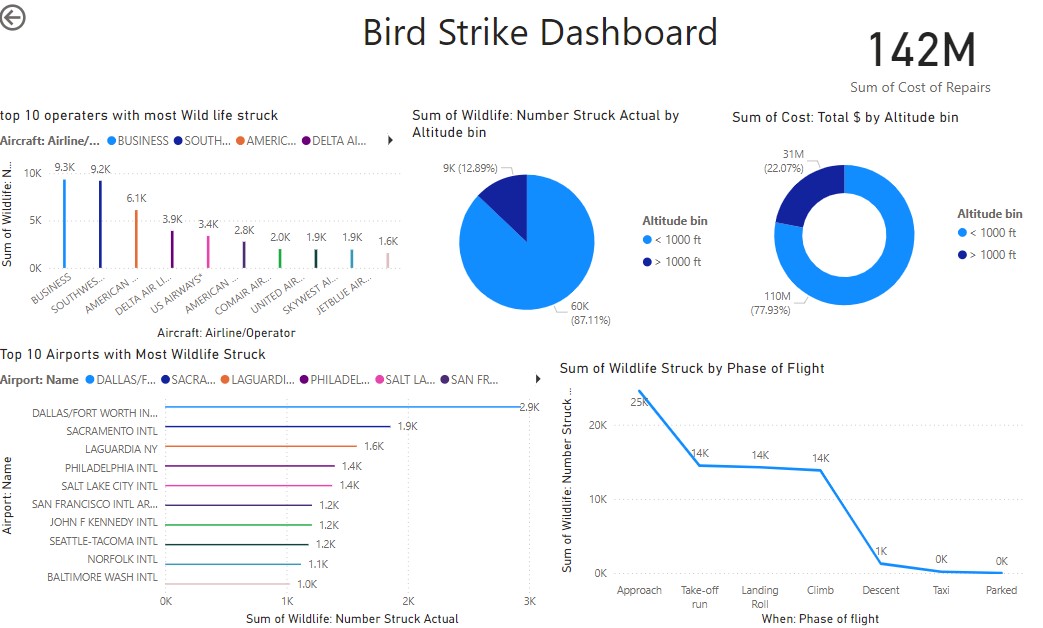 Bird Strike Dashboard
142M
Sum of Cost of Repairs
top 10 operaters with most Wild life struck
Aircraft: Airline/... BUSINESS SOUTH... AMERIC... DELTA AI...
Sum of Wildlife: N...
10K
5K
0K
9.3K
9.2K
6.1K
3.9K
3.4K
2.8K
2.0K
1.9K
1.9K
1.6K
BUSINESS
SOUTHWES...
AMERICAN ...
DELTA AIR LI...
US AIRWAYS*
AMERICAN ...
COMAIR AIR...
UNITED AIR...
SKYWEST AI...
JETBLUE AIR...
Aircraft: Airline/Operator
Sum of Wildlife: Number Struck Actual by
Altitude bin
9K (12.89%)
60K
(87.11%)
Altitude bin
< 1000 ft
> 1000 ft
Sum of Cost: Total $ by Altitude bin
31M
(22.07%)
110M
(77.93%)
Altitude bin
< 1000 ft
> 1000 ft
Top 10 Airports with Most Wildlife Struck
Airport: Name DALLAS/F... SACRA... LAGUARDI... PHILADEL... SALT LA... SAN FR...
Airport: Name
DALLAS/FORT WORTH IN...
SACRAMENTO INTL
LAGUARDIA NY
PHILADELPHIA INTL
SALT LAKE CITY INTL
SAN FRANCISCO INTL AR...
JOHN F KENNEDY INTL
SEATTLE-TACOMA INTL
NORFOLK INTL
BALTIMORE WASH INTL
2.9K
1.9K
1.6K
1.4K
1.4K
1.2K
1.2K
1.2K
1.1K
1.0K
0K
1K
2K
3K
Sum of Wildlife: Number Struck Actual
Sum of Wildlife Struck by Phase of Flight
Sum of Wildlife: Number Struck ...
20K
10K
0K
25K
14K
14K
14K
1K
0K
0K
Approach
Take-off
run
Landing
Roll
Climb
Descent
Taxi
Parked
When: Phase of flight